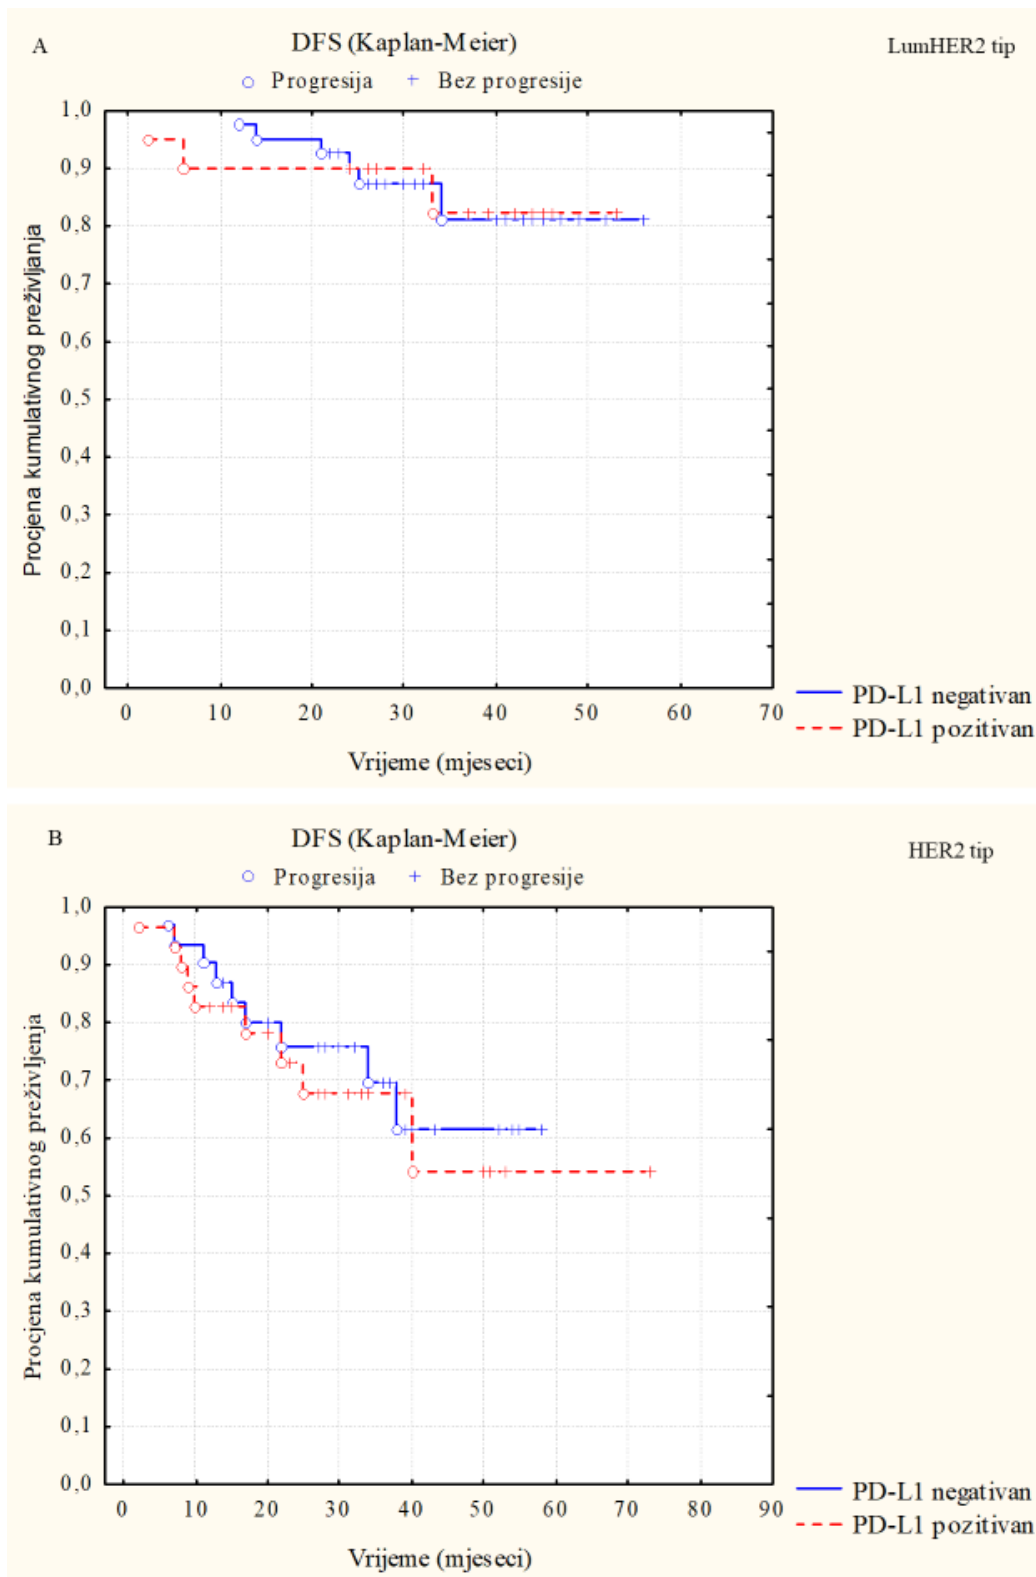 A
DFS (Kaplan-Meier)
LumHER2 tip
Progresija
Bez progresije
Procjena kumulativnog preživljanja
1,0
0,9
0,8
0,7
0,6
0,5
0,4
0,3
0,2
0,1
0,0
0 10 20 30 40 50 60 70
Vrijeme (mjeseci)
PD-L1 negativan
PD-L1 pozitivan
B
DFS (Kaplan-Meier)
HER2 tip
Progresija
Bez progresije
Procjena kumulativnog preživljenja
1,0
0,9
0,8
0,7
0,6
0,5
0,4
0,3
0,2
0,1
0,0
0 10 20 30 40 50 60 70 80 90
Vrijeme (mjeseci)
PD-L1 negativan
PD-L1 pozitivan